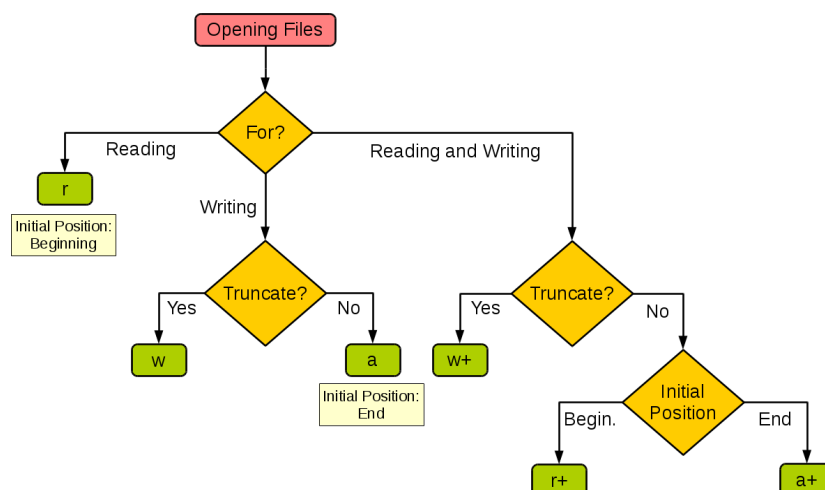 Opening Files
For?
Reading
Reading and Writing
r
Writing
Initial Position:
Beginning
Truncate?
Truncate?
Yes
No
Yes
No
w
a
w+
Initial Position:
End
Initial
Position
Begin.
End
r+
a+